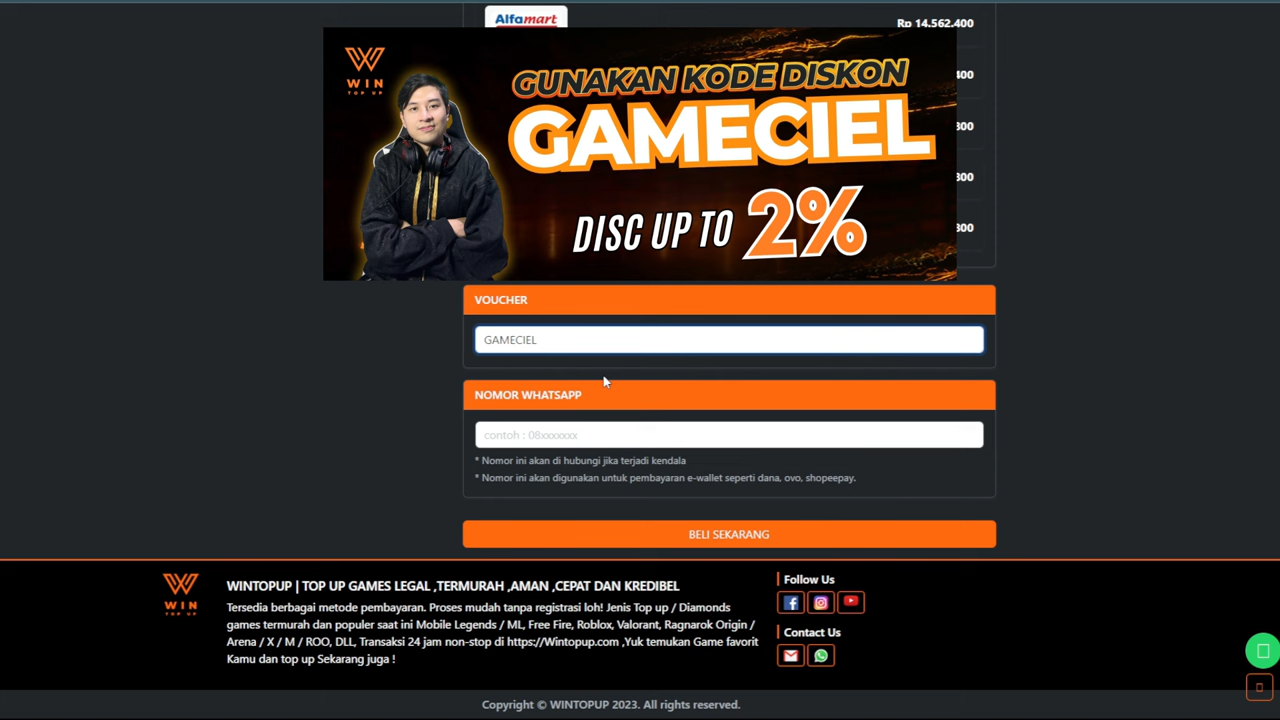 Alfamart
Rp 14.562.400
WIN
TOP UP
GUNAKAN KODE DISKON
GAMECIEL
DISC UP TO 2%
400
300
300
300
VOUCHER
GAMECIEL
NOMOR WHATSAPP
contoh : 08xxxxxxx
* Nomor ini akan di hubungi jika terjadi kendala
* Nomor ini akan digunakan untuk pembayaran e-wallet seperti dana, ovo, shopeepay.
BELI SEKARANG
WIN
TOP UP
WINTOPUP | TOP UP GAMES LEGAL ,TERMURAH ,AMAN ,CEPAT DAN KREDIBEL
Tersedia berbagai metode pembayaran. Proses mudah tanpa registrasi loh! Jenis Top up / Diamonds
games termurah dan populer saat ini Mobile Legends / ML, Free Fire, Roblox, Valorant, Ragnarok Origin /
Arena / X / M / ROO, DLL, Transaksi 24 jam non-stop di https://Wintopup.com ,Yuk temukan Game favorit
Kamu dan top up Sekarang juga !
Follow Us
Contact Us
Copyright © WINTOPUP 2023. All rights reserved.